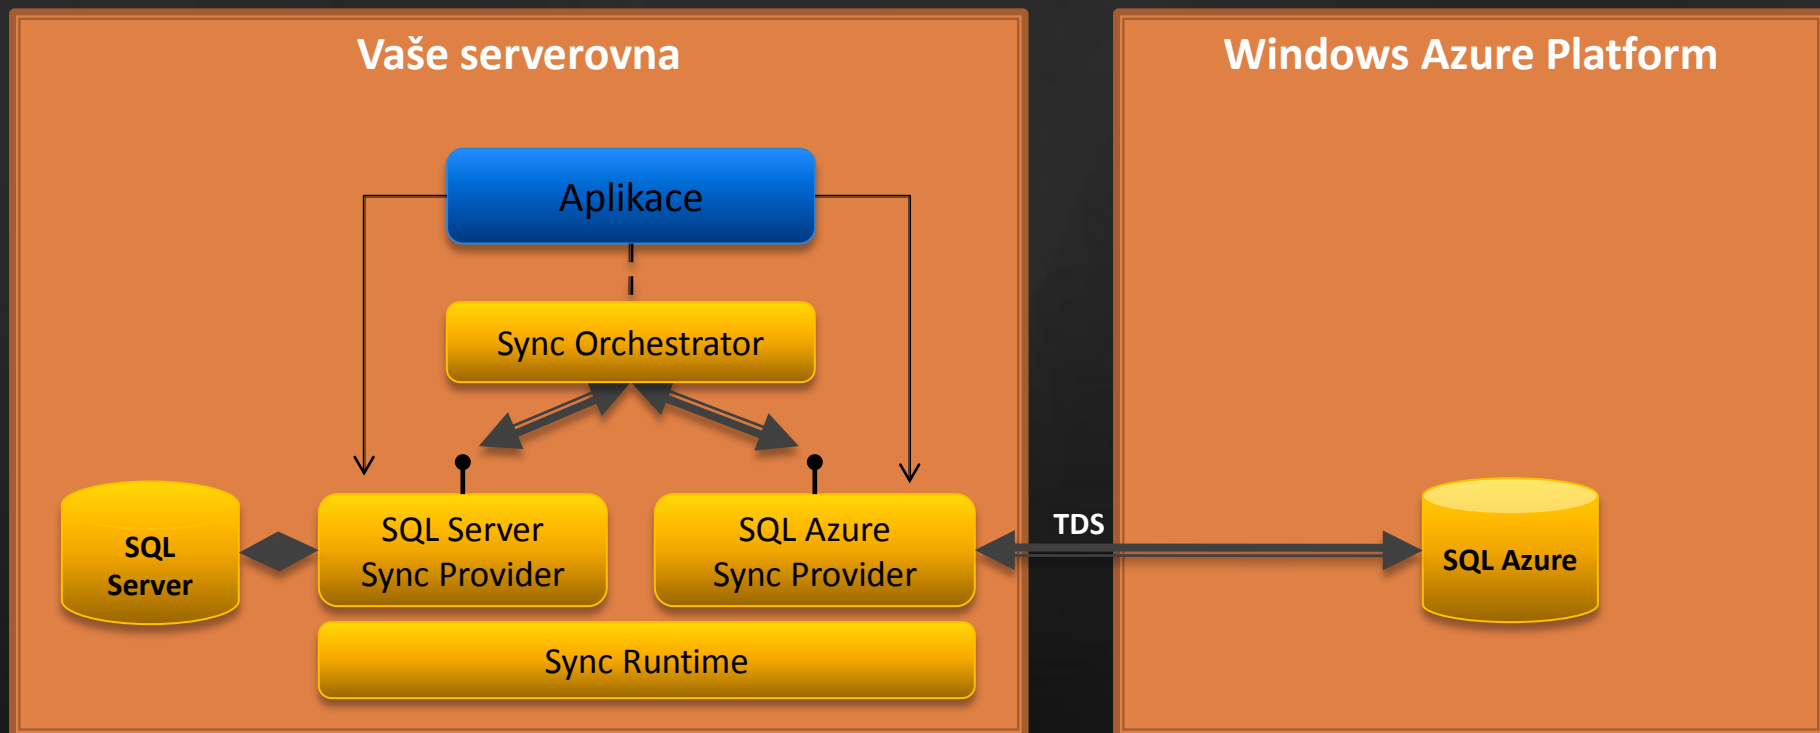 Vaše serverovna
Windows Azure Platform
Aplikace
Sync Orchestrator
SQL
Server
SQL Server
Sync Provider
SQL Azure
Sync Provider
TDS
SQL Azure
Sync Runtime